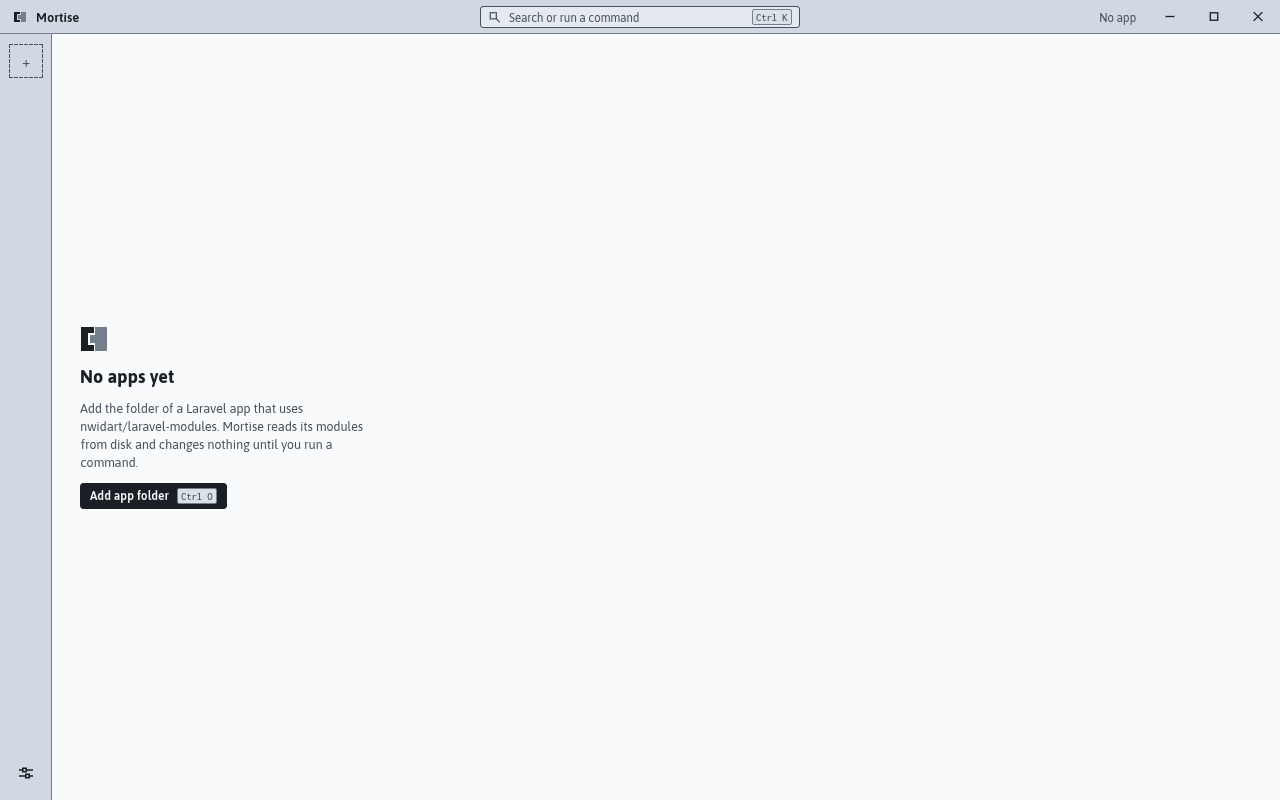 Mortise
Search or run a command
Ctrl K
No app
+
No apps yet
Add the folder of a Laravel app that uses
nwidart/laravel-modules. Mortise reads its modules
from disk and changes nothing until you run a
command.
Add app folder
Ctrl O